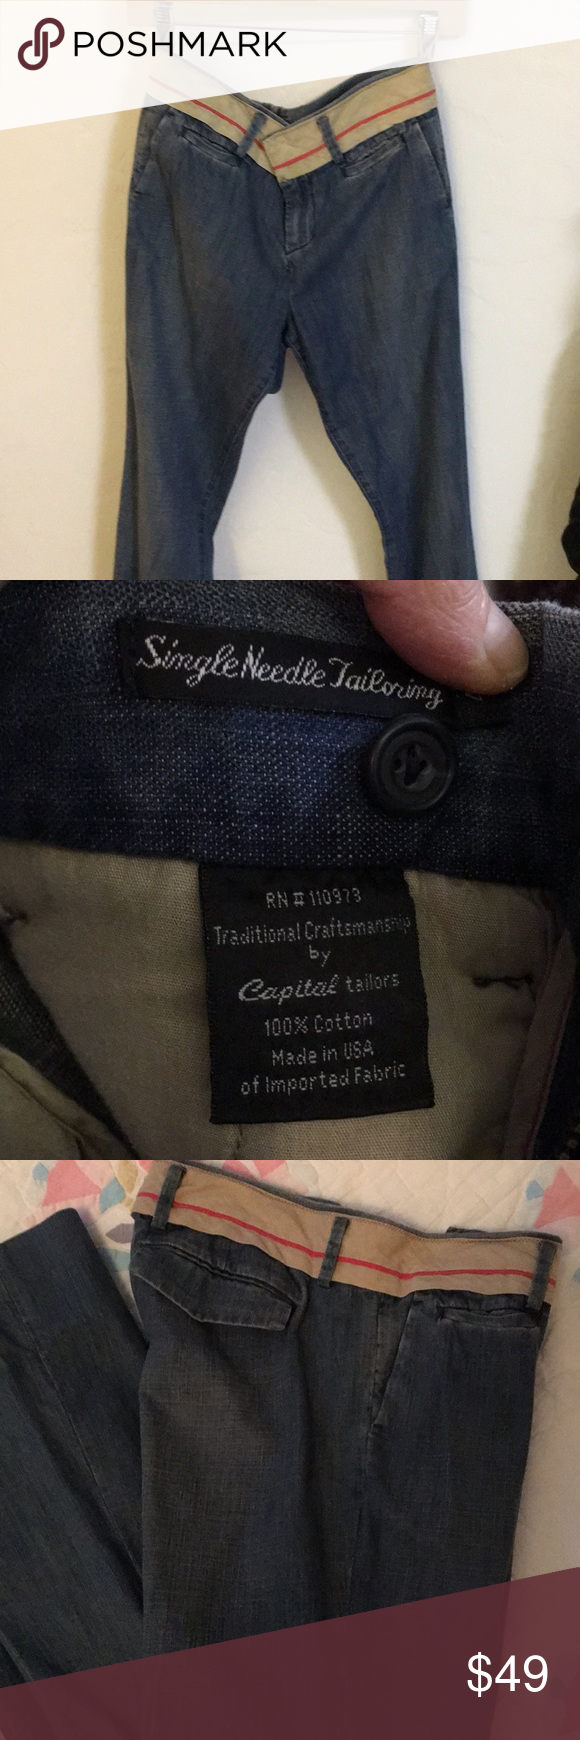 POSHMARK
Single Needle Tailoring
RN # 110973
Traditional Craftsmanship
by
Capital tailors
100% Cotton
Made in USA
of Imported Fabric
$49